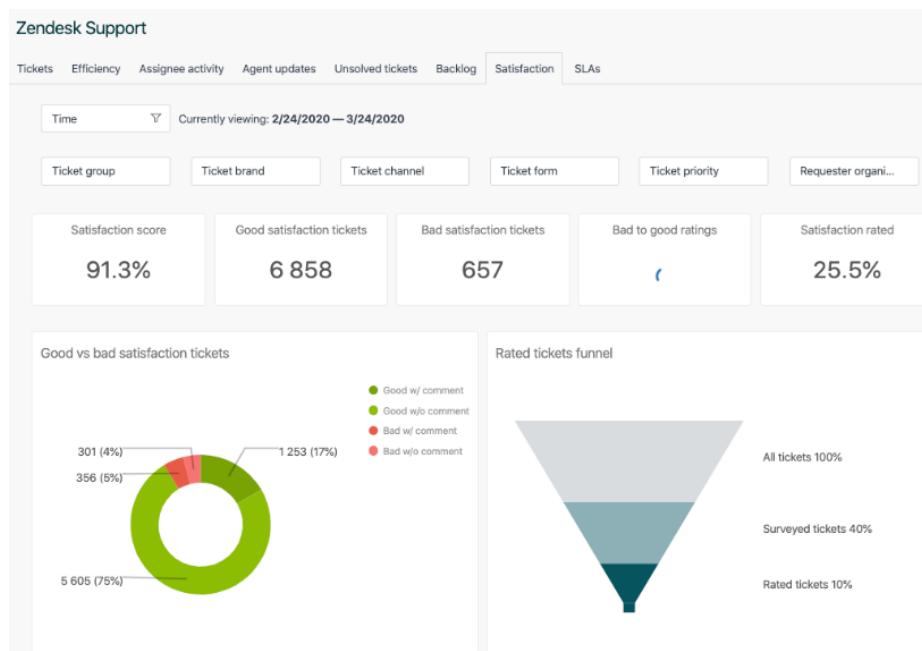 Zendesk Support
Tickets Efficiency Assignee activity Agent updates Unsolved tickets Backlog Satisfaction SLAs
Time Currently viewing: 2/24/2020 — 3/24/2020
Ticket group Ticket brand Ticket channel Ticket form Ticket priority Requester organi...
Satisfaction score Good satisfaction tickets Bad satisfaction tickets Bad to good ratings Satisfaction rated
91.3% 6 858 657 25.5%
Good vs bad satisfaction tickets
Good w/ comment
Good w/o comment
Bad w/ comment
Bad w/o comment
301 (4%) 1 253 (17%)
356 (5%)
5 605 (75%)
Rated tickets funnel
All tickets 100%
Surveyed tickets 40%
Rated tickets 10%